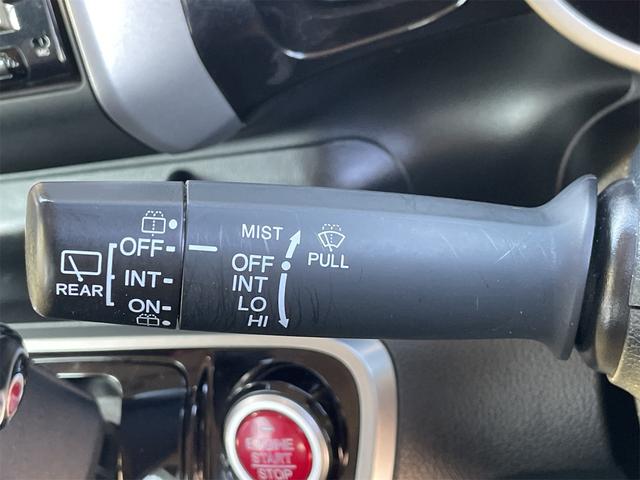 REAR
OFF
INT
ON
MIST
OFF
INT
LO
HI
PULL
ENGINE
START
STOP